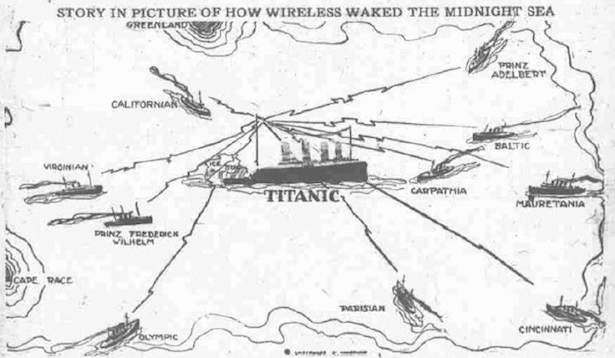 STORY IN PICTURE OF HOW WIRELESS WAKED THE MIDNIGHT SEA
GREENLAND
PRINZ
ADELBERT
CALIFORNIAN
BALTIC
VIRGINIAN
CARPATHIA
TITANIC
MAURETANIA
PRINZ FREDERICK
WILHELM
CAPE RACE
PARISIAN
OLYMPIC
CINCINNATI